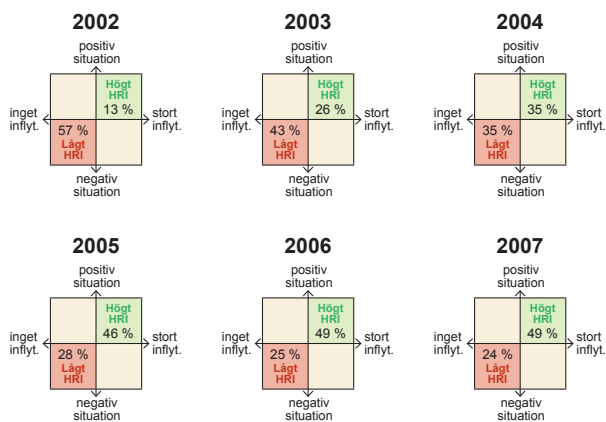 2002
positiv
situation
Högt
HRI
13 %
inget
inflyt.
stort
inflyt.
57 %
Lågt
HRI
negativ
situation
2003
positiv
situation
Högt
HRI
26 %
inget
inflyt.
stort
inflyt.
43 %
Lågt
HRI
negativ
situation
2004
positiv
situation
Högt
HRI
35 %
inget
inflyt.
stort
inflyt.
35 %
Lågt
HRI
negativ
situation
2005
positiv
situation
Högt
HRI
46 %
inget
inflyt.
stort
inflyt.
28 %
Lågt
HRI
negativ
situation
2006
positiv
situation
Högt
HRI
49 %
inget
inflyt.
stort
inflyt.
25 %
Lågt
HRI
negativ
situation
2007
positiv
situation
Högt
HRI
49 %
inget
inflyt.
stort
inflyt.
24 %
Lågt
HRI
negativ
situation